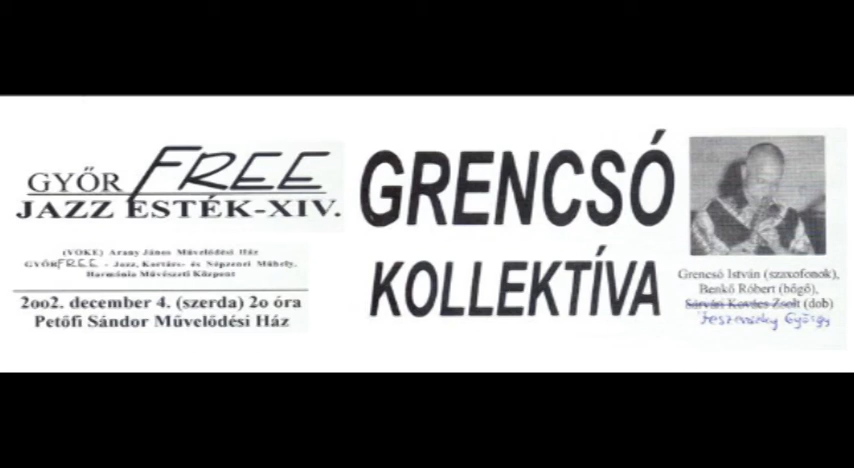 GYŐR FREE
JAZZ ESTÉK-XIV.
(VOKE) Arany János Művelődési Ház
GYŐRFREE - Jazz, Kortárs- és Népzenei Műhely,
Harmónia Művészeti Központ
2oo2. december 4. (szerda) 2o óra
Petőfi Sándor Művelődési Ház
GRENCSÓ
KOLLEKTÍVA
Grencsó István (szaxofonok),
Benkő Róbert (bőgő),
Sárvári Kovács Zsolt (dob)
Jeszenszky György